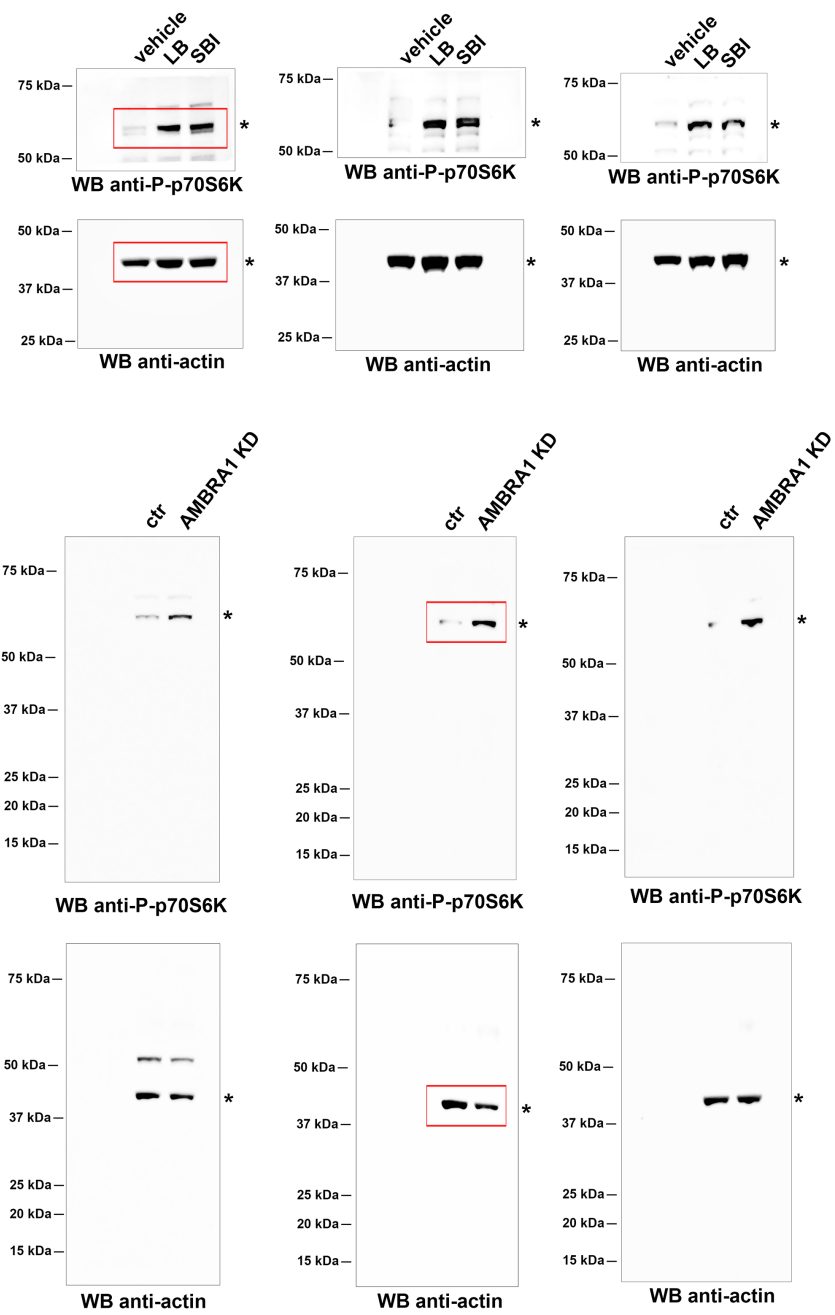 vehicle LB SBI vehicle LB SBI vehicle LB SBI
75 kDa 75 kDa 75 kDa
* * *
50 kDa 50 kDa 50 kDa
WB anti-P-p70S6K WB anti-P-p70S6K WB anti-P-p70S6K
50 kDa 50 kDa 50 kDa
* * *
37 kDa 37 kDa 37 kDa
25 kDa 25 kDa 25 kDa
WB anti-actin WB anti-actin WB anti-actin
ctr AMBRA1 KD ctr AMBRA1 KD ctr AMBRA1 KD
75 kDa 75 kDa 75 kDa
* * *
50 kDa 50 kDa 50 kDa
37 kDa 37 kDa 37 kDa
25 kDa 25 kDa 25 kDa
20 kDa 20 kDa 20 kDa
15 kDa 15 kDa 15 kDa
WB anti-P-p70S6K WB anti-P-p70S6K WB anti-P-p70S6K
75 kDa 75 kDa 75 kDa
50 kDa 50 kDa 50 kDa
* * *
37 kDa 37 kDa 37 kDa
25 kDa 25 kDa 25 kDa
20 kDa 20 kDa 20 kDa
15 kDa 15 kDa 15 kDa
WB anti-actin WB anti-actin WB anti-actin